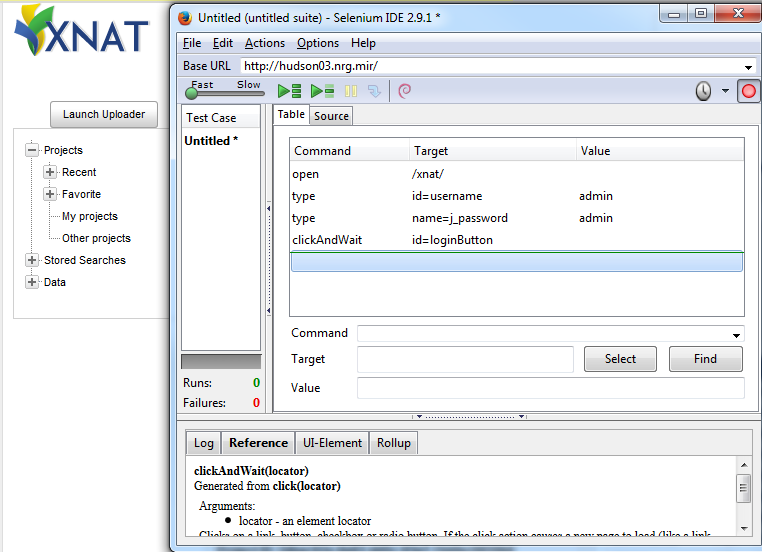 XNAT
Launch Uploader
Projects
Recent
Favorite
My projects
Other projects
Stored Searches
Data
Untitled (untitled suite) - Selenium IDE 2.9.1 *
File Edit Actions Options Help
Base URL http://hudson03.nrg.mir/
Fast Slow
Test Case
Untitled *
Table Source
Command Target Value
open /xnat/
type id=username admin
type name=j_password admin
clickAndWait id=loginButton
Command
Target Select Find
Value
Runs: 0
Failures: 0
Log Reference UI-Element Rollup
clickAndWait(locator)
Generated from click(locator)
Arguments:
locator - an element locator
Clicks on a link, button, checkbox or radio button. If the click action causes a new page to load (like a link